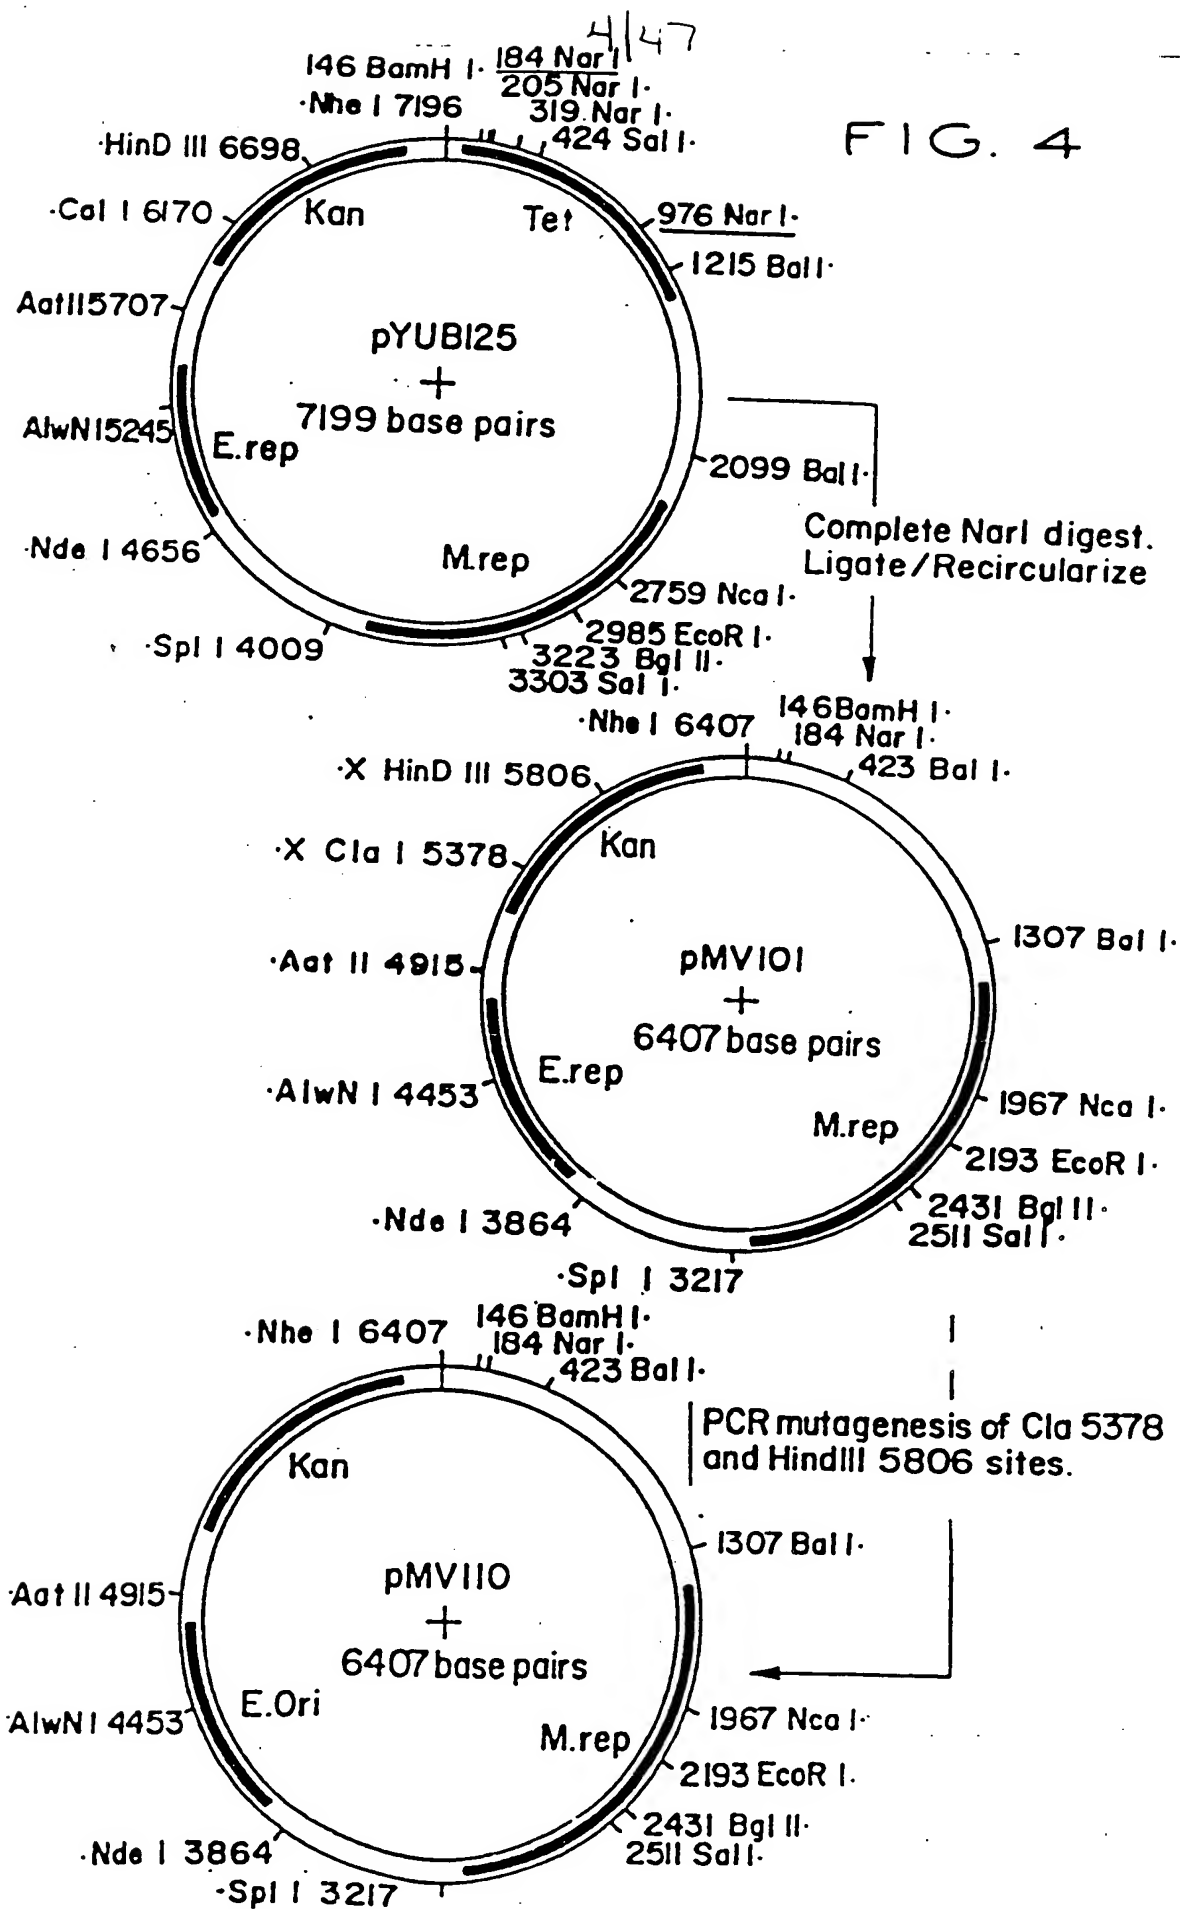 4/47
FIG. 4
146 BamH I· 184 Nar I
205 Nar I·
·Nhe I 7196
319 Nar I·
·HinD III 6698
424 Sal I·
·Cal I 6170
Kan
Tet
976 Nar I·
1215 Bal I·
AatII5707
pYUB125
+
7199 base pairs
AlwN I5245
E.rep
2099 Bal I·
Complete NarI digest.
Ligate/Recircularize
·Nde I 4656
M.rep
2759 Nca I·
2985 EcoR I·
·Spl I 4009
3223 Bgl II·
3303 Sal I·
·Nhe I 6407
146BamH I·
184 Nar I·
·X HinD III 5806
423 Bal I·
Kan
·X Cla I 5378
1307 Bal I·
·Aat II 4915
pMV101
+
6407 base pairs
E.rep
·AlwN I 4453
1967 Nca I·
M.rep
2193 EcoR I·
·Nde I 3864
2431 Bgl II·
2511 Sal I·
·Spl I 3217
146 BamH I·
·Nhe I 6407
184 Nar I·
423 Bal I·
PCR mutagenesis of Cla 5378
and HindIII 5806 sites.
Kan
1307 Bal I·
·Aat II 4915
pMV110
+
6407 base pairs
E.Ori
·AlwN I 4453
1967 Nca I·
M.rep
2193 EcoR I·
2431 Bgl II·
·Nde I 3864
2511 Sal I·
·Spl I 3217